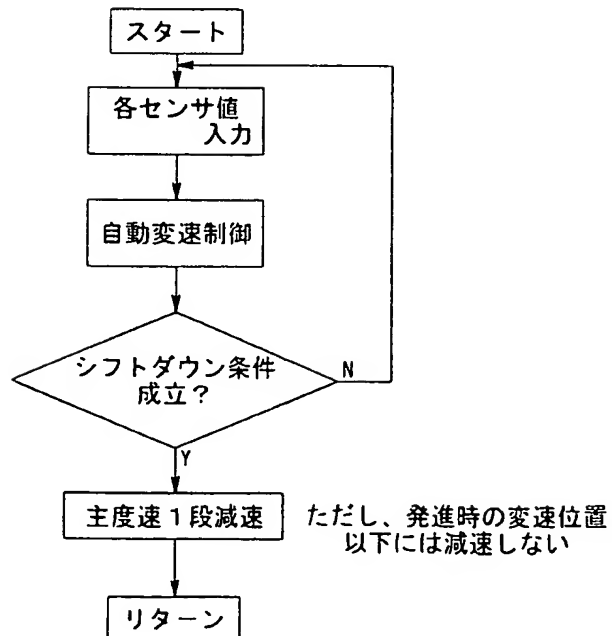 スタート
各センサ値
入力
自動変速制御
シフトダウン条件
成立？
N
Y
主度速１段減速
ただし、発進時の変速位置
以下には減速しない
リターン